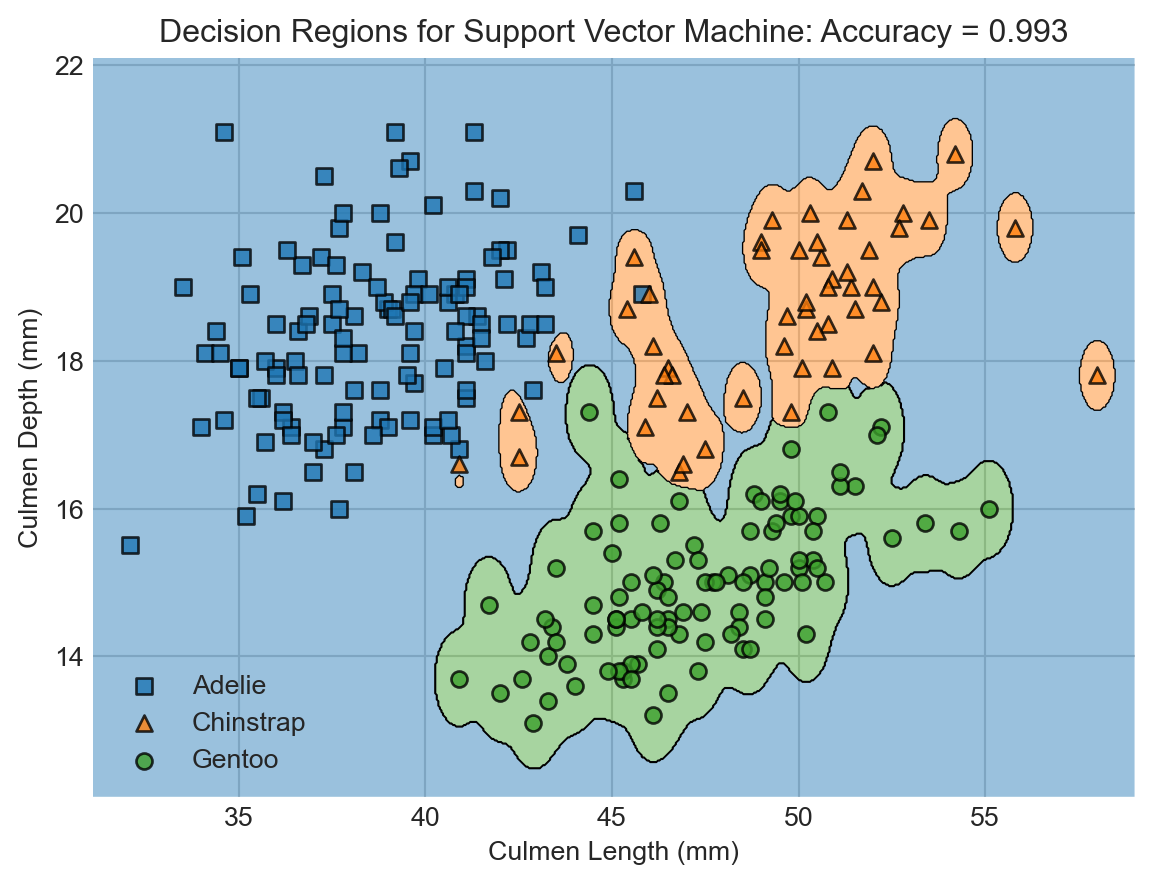 Decision Regions for Support Vector Machine: Accuracy = 0.993
22
20
18
16
14
Culmen Depth (mm)
Adelie
Chinstrap
Gentoo
35 40 45 50 55
Culmen Length (mm)